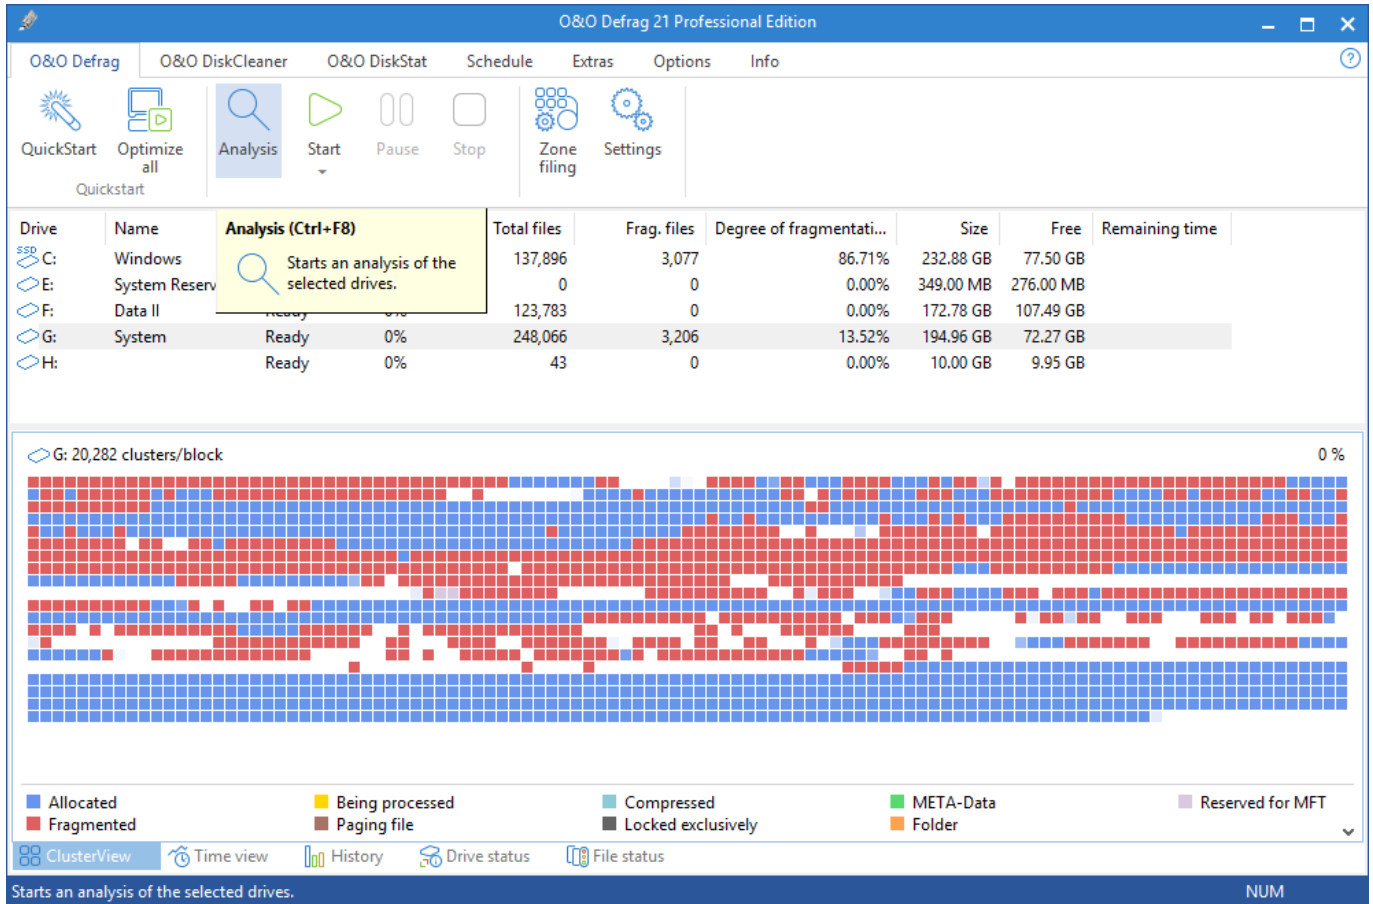 O&O Defrag 21 Professional Edition
O&O Defrag O&O DiskCleaner O&O DiskStat Schedule Extras Options Info
QuickStart Optimize all Analysis Start Pause Stop Zone filing Settings
Quickstart
Drive Name Total files Frag. files Degree of fragmentati... Size Free Remaining time
Analysis (Ctrl+F8)
Starts an analysis of the
selected drives.
SSD C: Windows 137,896 3,077 86.71% 232.88 GB 77.50 GB
E: System Reserv 0 0 0.00% 349.00 MB 276.00 MB
F: Data II Ready 0% 123,783 0 0.00% 172.78 GB 107.49 GB
G: System Ready 0% 248,066 3,206 13.52% 194.96 GB 72.27 GB
H: Ready 0% 43 0 0.00% 10.00 GB 9.95 GB
G: 20,282 clusters/block 0 %
Allocated Being processed Compressed META-Data Reserved for MFT
Fragmented Paging file Locked exclusively Folder
ClusterView Time view History Drive status File status
Starts an analysis of the selected drives. NUM